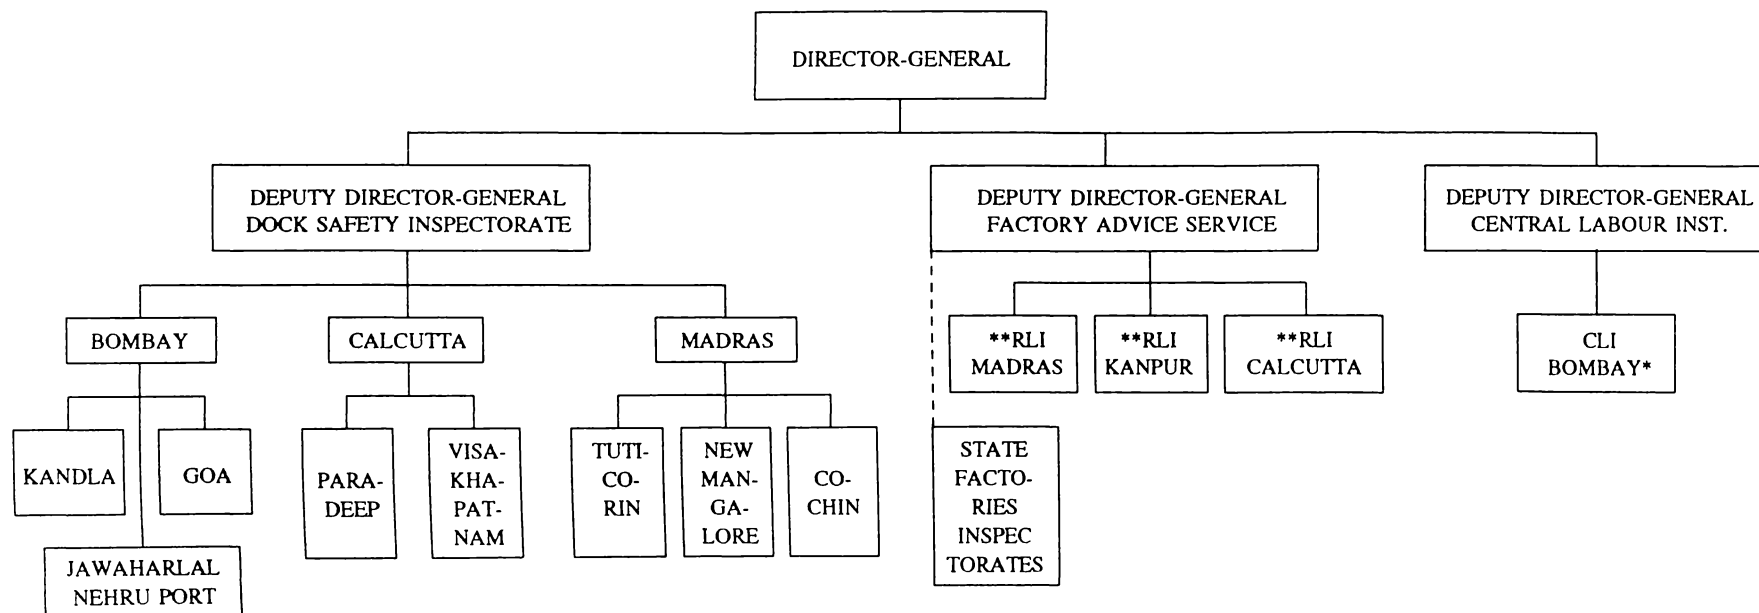 DIRECTOR-GENERAL
DEPUTY DIRECTOR-GENERAL
DOCK SAFETY INSPECTORATE
DEPUTY DIRECTOR-GENERAL
FACTORY ADVICE SERVICE
DEPUTY DIRECTOR-GENERAL
CENTRAL LABOUR INST.
BOMBAY
CALCUTTA
MADRAS
**RLI
MADRAS
**RLI
KANPUR
**RLI
CALCUTTA
CLI
BOMBAY*
KANDLA
GOA
PARA-
DEEP
VISA-
KHA-
PAT-
NAM
TUTI-
CO-
RIN
NEW
MAN-
GA-
LORE
CO-
CHIN
STATE
FACTO-
RIES
INSPEC
TORATES
JAWAHARLAL
NEHRU PORT